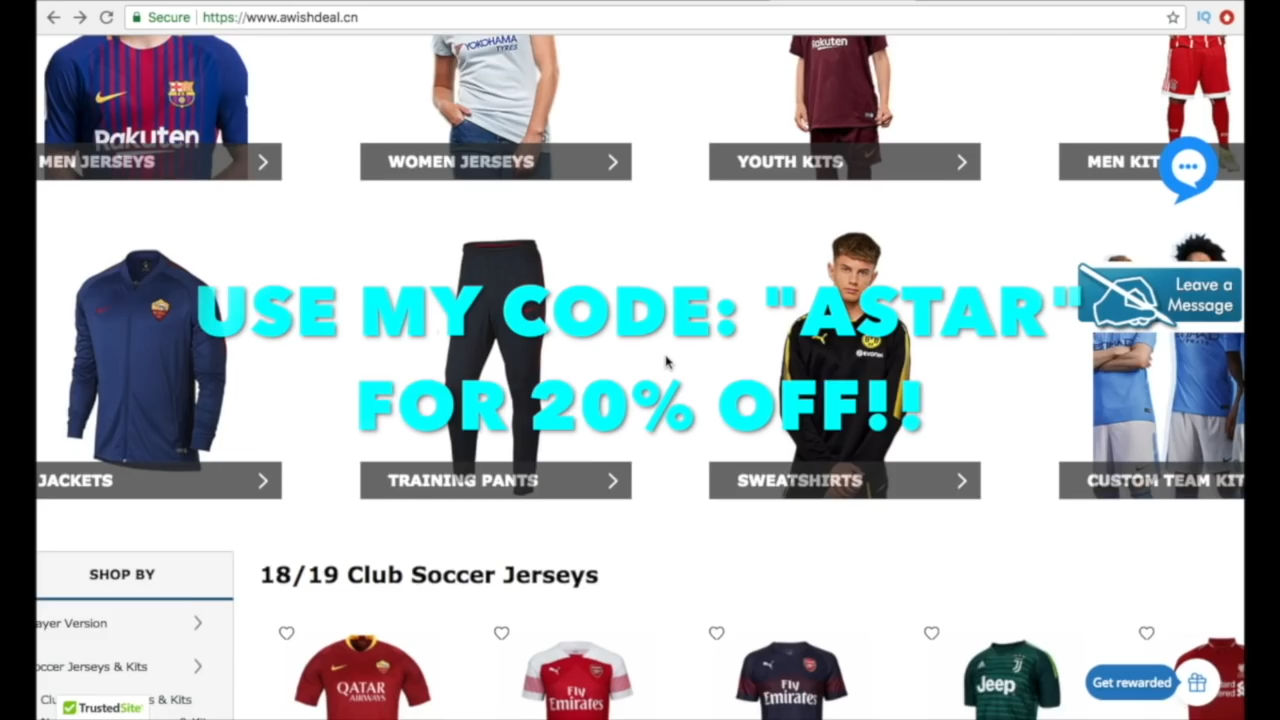 Secure https://www.awishdeal.cn
IQ
YOKOHAMA
TYRES
Rakuten
Rakuten
MEN JERSEYS
WOMEN JERSEYS
YOUTH KITS
MEN KIT
Leave a
Message
USE MY CODE: "ASTAR"
FOR 20% OFF!!
JACKETS
TRAINING PANTS
SWEATSHIRTS
CUSTOM TEAM KIT
SHOP BY
18/19 Club Soccer Jerseys
ayer Version
occer Jerseys & Kits
s & Kits
TrustedSite
QATAR
AIRWAYS
Fly
Emirates
Fly
Emirates
Jeep
Get rewarded